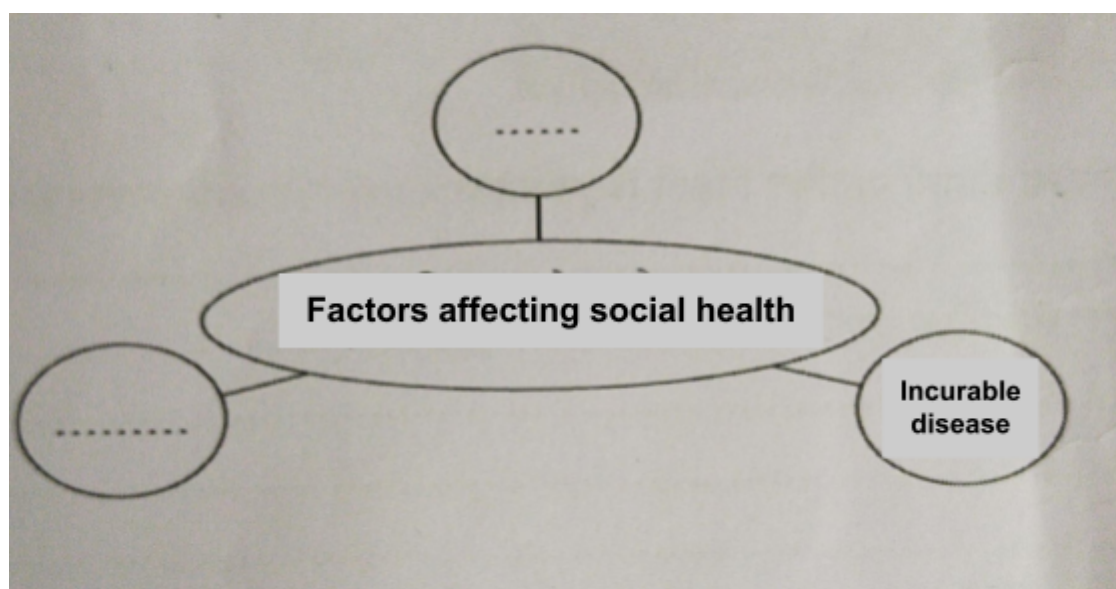 ......
Factors affecting social health
Incurable
disease
.........